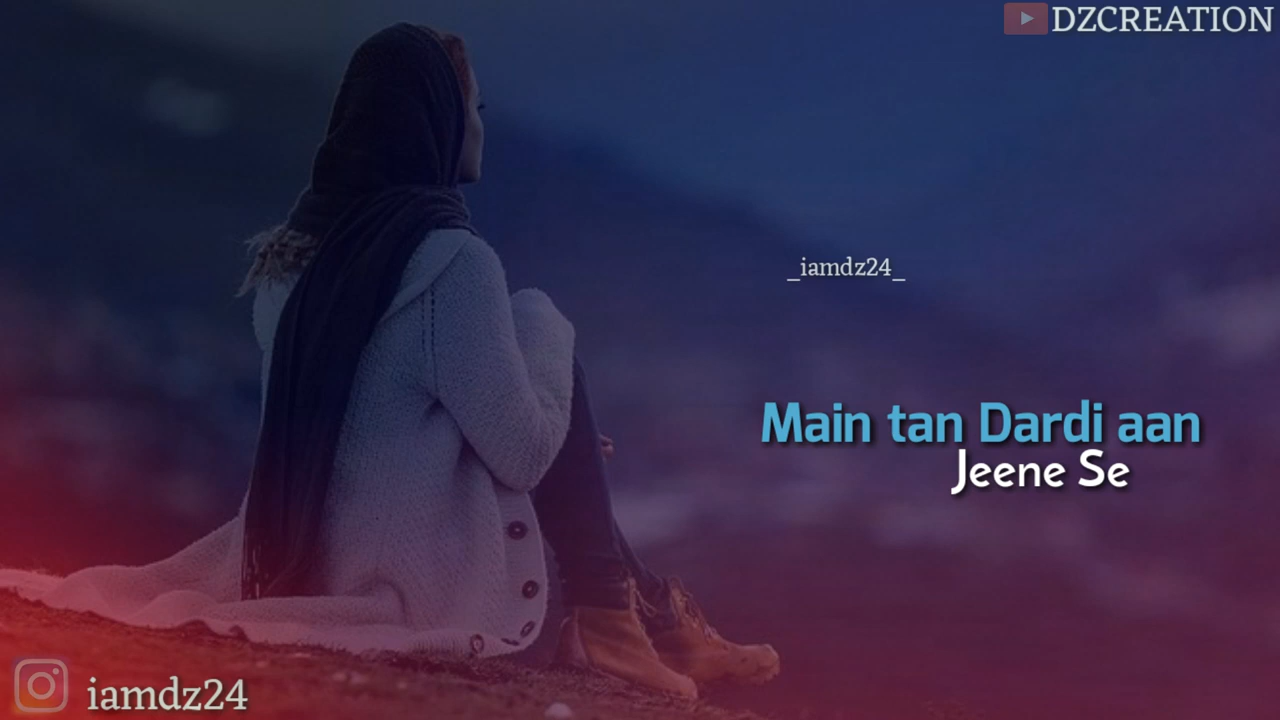 DZCREATION
_iamdz24_
Main tan Dardi aan
Jeene Se
iamdz24